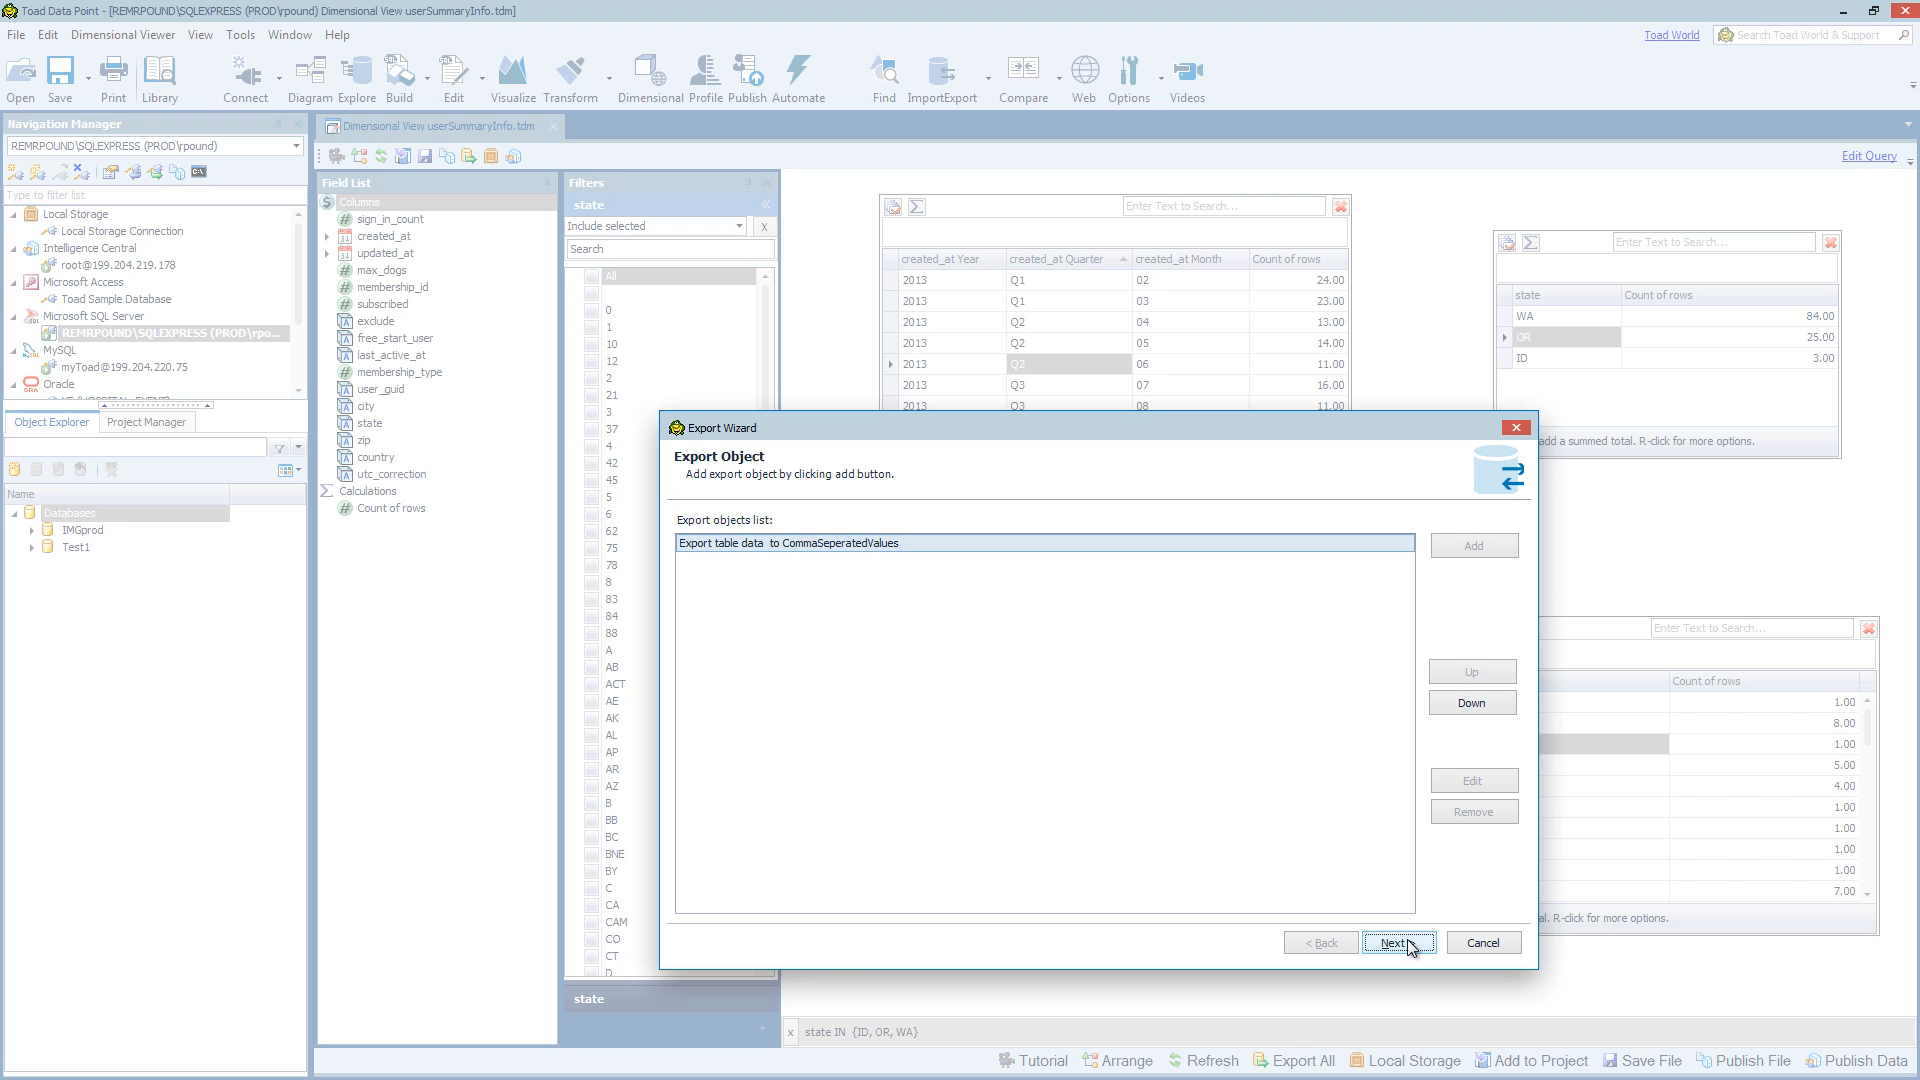 Toad Data Point - [REMRPOUND\SQLEXPRESS (PROD\rpound) Dimensional View userSummaryInfo.tdm]
File Edit Dimensional Viewer View Tools Window Help
Toad World
Search Toad World & Support
Open Save Print Library Connect Diagram Explore Build Edit Visualize Transform Dimensional Profile Publish Automate Find ImportExport Compare Web Options Videos
Navigation Manager
REMRPOUND\SQLEXPRESS (PROD\rpound)
Type to filter list
Local Storage
Local Storage Connection
Intelligence Central
root@199.204.219.178
Microsoft Access
Toad Sample Database
Microsoft SQL Server
REMRPOUND\SQLEXPRESS (PROD\rpo...
MySQL
myToad@199.204.220.75
Oracle
Object Explorer
Project Manager
Name
Databases
IMGprod
Test1
Dimensional View userSummaryInfo.tdm
Edit Query
Field List
Columns
sign_in_count
created_at
updated_at
max_dogs
membership_id
subscribed
exclude
free_start_user
last_active_at
membership_type
user_guid
city
state
zip
country
utc_correction
Calculations
Count of rows
Filters
state
Include selected
x
Search
All
0
1
10
12
2
21
3
37
4
42
45
5
6
62
75
78
8
83
84
88
A
AB
ACT
AE
AK
AL
AP
AR
AZ
B
BB
BC
BNE
BY
C
CA
CAM
CO
CT
D
state
Enter Text to Search...
created_at Year created_at Quarter created_at Month Count of rows
2013 Q1 02 24.00
2013 Q1 03 23.00
2013 Q2 04 13.00
2013 Q2 05 14.00
2013 Q2 06 11.00
2013 Q3 07 16.00
2013 Q3 08 11.00
Enter Text to Search...
state Count of rows
WA 84.00
OR 25.00
ID 3.00
add a summed total. R-click for more options.
Export Wizard
Export Object
Add export object by clicking add button.
Export objects list:
Export table data  to CommaSeperatedValues
Add
Up
Down
Edit
Remove
< Back
Next
Cancel
Enter Text to Search...
Count of rows
1.00
8.00
1.00
5.00
4.00
1.00
1.00
1.00
1.00
7.00
al. R-click for more options.
x state IN {ID, OR, WA}
Tutorial Arrange Refresh Export All Local Storage Add to Project Save File Publish File Publish Data